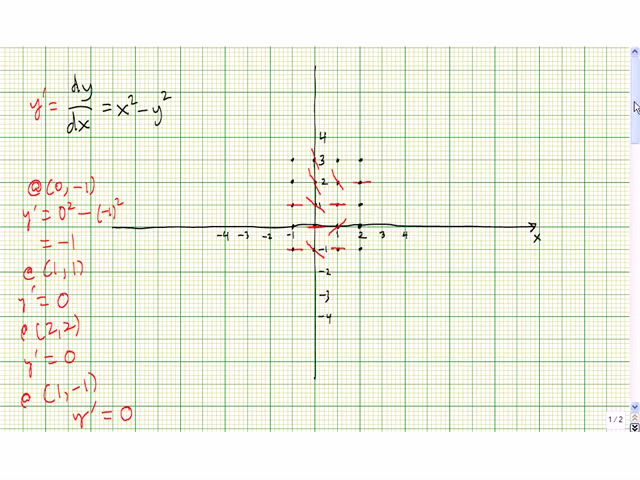 y' = dy/dx = x² - y²
@(0, -1)
y' = 0² - (-1)²
= -1
@ (1, 1)
y' = 0
@ (2, 2)
y' = 0
@ (1, -1)
y' = 0
4
3
2
1
-4 -3 -2 -1 1 2 3 4
x
-1
-2
-3
-4
1 / 2